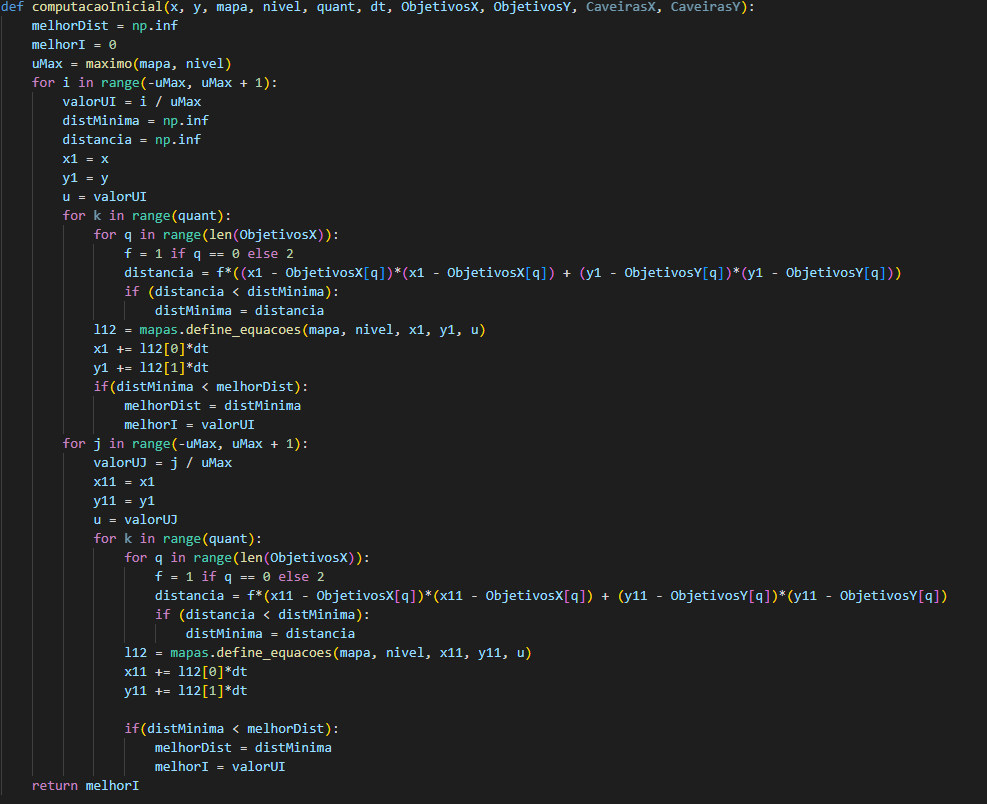 def computacaoInicial(x, y, mapa, nivel, quant, dt, ObjetivosX, ObjetivosY, CaveirasX, CaveirasY):
    melhorDist = np.inf
    melhorI = 0
    uMax = maximo(mapa, nivel)
    for i in range(-uMax, uMax + 1):
        valorUI = i / uMax
        distMinima = np.inf
        distancia = np.inf
        x1 = x
        y1 = y
        u = valorUI
        for k in range(quant):
            for q in range(len(ObjetivosX)):
                f = 1 if q == 0 else 2
                distancia = f*((x1 - ObjetivosX[q])*(x1 - ObjetivosX[q]) + (y1 - ObjetivosY[q])*(y1 - ObjetivosY[q]))
                if (distancia < distMinima):
                    distMinima = distancia
            l12 = mapas.define_equacoes(mapa, nivel, x1, y1, u)
            x1 += l12[0]*dt
            y1 += l12[1]*dt
            if(distMinima < melhorDist):
                melhorDist = distMinima
                melhorI = valorUI
        for j in range(-uMax, uMax + 1):
            valorUJ = j / uMax
            x11 = x1
            y11 = y1
            u = valorUJ
            for k in range(quant):
                for q in range(len(ObjetivosX)):
                    f = 1 if q == 0 else 2
                    distancia = f*(x11 - ObjetivosX[q])*(x11 - ObjetivosX[q]) + (y11 - ObjetivosY[q])*(y11 - ObjetivosY[q])
                    if (distancia < distMinima):
                        distMinima = distancia
                l12 = mapas.define_equacoes(mapa, nivel, x11, y11, u)
                x11 += l12[0]*dt
                y11 += l12[1]*dt

                if(distMinima < melhorDist):
                    melhorDist = distMinima
                    melhorI = valorUI
    return melhorI